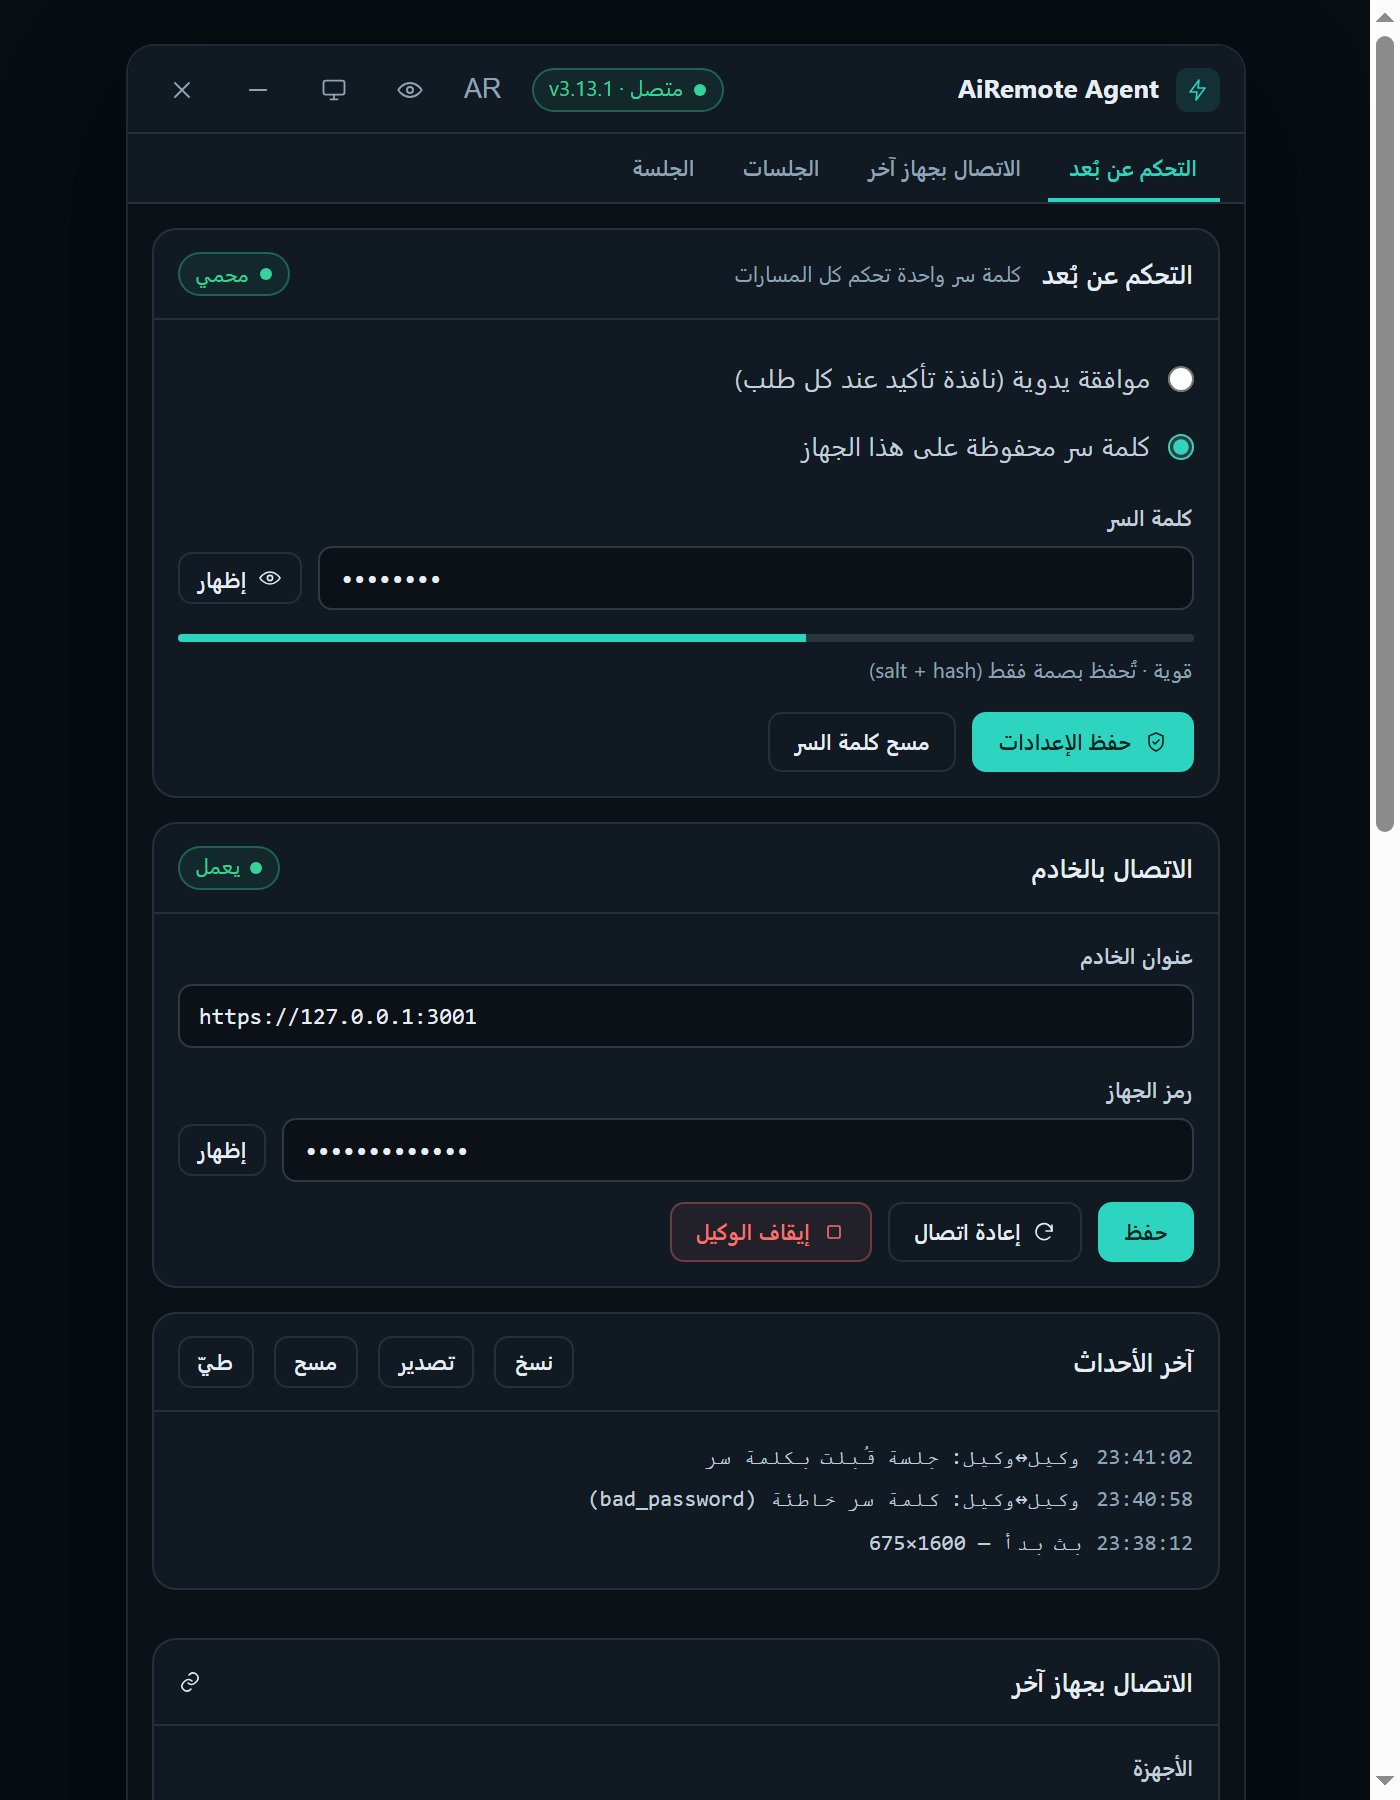 AiRemote Agent
متصل · v3.13.1
AR
التحكم عن بُعد
الاتصال بجهاز آخر
الجلسات
الجلسة
التحكم عن بُعد
كلمة سر واحدة تحكم كل المسارات
محمي
موافقة يدوية (نافذة تأكيد عند كل طلب)
كلمة سر محفوظة على هذا الجهاز
كلمة السر
••••••••
إظهار
قوية · تُحفظ بصمة فقط (salt + hash)
حفظ الإعدادات
مسح كلمة السر
الاتصال بالخادم
يعمل
عنوان الخادم
https://127.0.0.1:3001
رمز الجهاز
•••••••••••••
إظهار
حفظ
إعادة اتصال
إيقاف الوكيل
آخر الأحداث
نسخ
تصدير
مسح
طيّ
23:41:02 وكيل↔وكيل: جلسة قُبلت بكلمة سر
23:40:58 وكيل↔وكيل: كلمة سر خاطئة (bad_password)
23:38:12 بث بدأ — 1600×675
الاتصال بجهاز آخر
الأجهزة